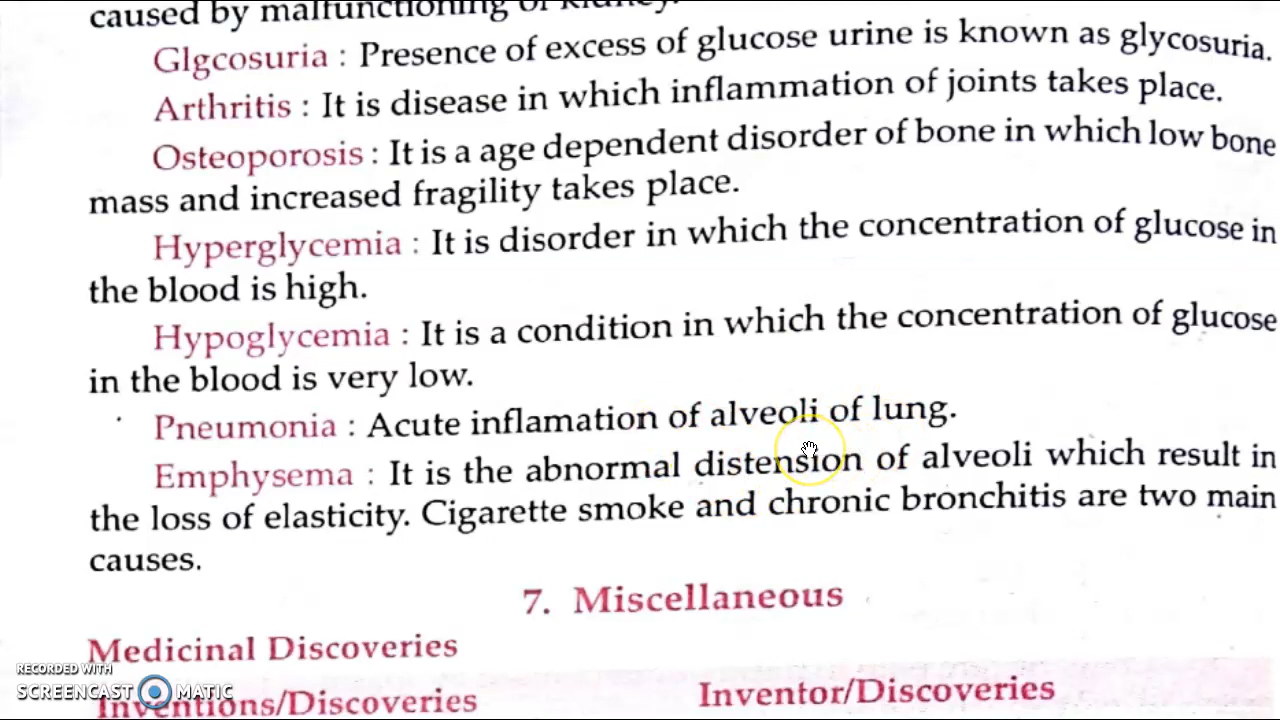 caused by malfunctioning of kidney.
Glgcosuria : Presence of excess of glucose urine is known as glycosuria.
Arthritis : It is disease in which inflammation of joints takes place.
Osteoporosis : It is a age dependent disorder of bone in which low bone
mass and increased fragility takes place.
Hyperglycemia : It is disorder in which the concentration of glucose in
the blood is high.
Hypoglycemia : It is a condition in which the concentration of glucose
in the blood is very low.
Pneumonia : Acute inflamation of alveoli of lung.
Emphysema : It is the abnormal distension of alveoli which result in
the loss of elasticity. Cigarette smoke and chronic bronchitis are two main
causes.
7. Miscellaneous
Medicinal Discoveries
Inventions/Discoveries Inventor/Discoveries
RECORDED WITH
SCREENCAST MATIC